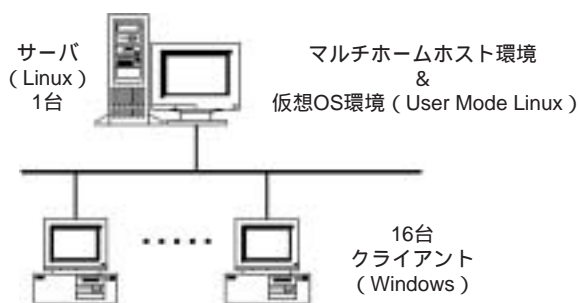 サーバ
（Linux）
1台
マルチホームホスト環境
&
仮想OS環境（User Mode Linux）
16台
クライアント
（Windows）